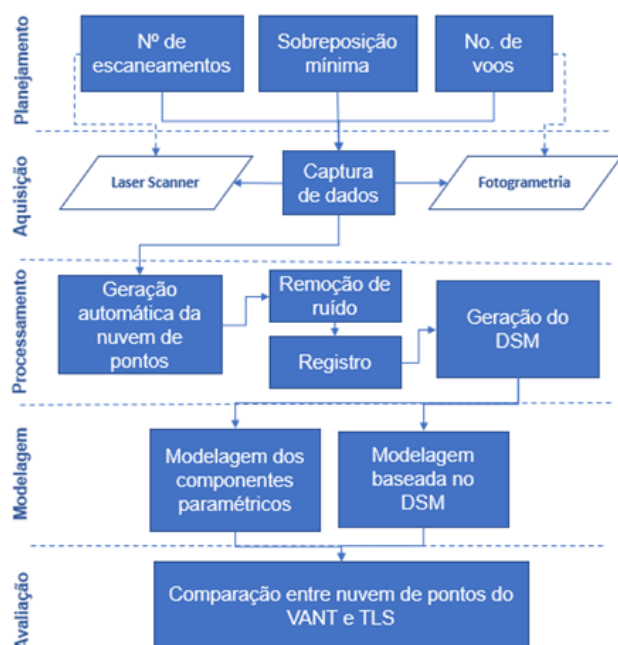 Planejamento
Nº de
escaneamentos
Sobreposição
mínima
No. de
voos
Aquisição
Laser Scanner
Captura
de dados
Fotogrametria
Processamento
Geração
automática da
nuvem de
pontos
Remoção de
ruído
Registro
Geração do
DSM
Modelagem
Modelagem dos
componentes
paramétricos
Modelagem
baseada no
DSM
Avaliação
Comparação entre nuvem de pontos do
VANT e TLS